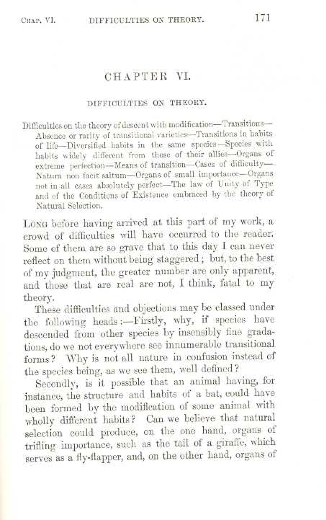 CHAP. VI. DIFFICULTIES ON THEORY. 171
CHAPTER VI.
DIFFICULTIES ON THEORY.
Difficulties on the theory of descent with modification—Transitions—
Absence or rarity of transitional varieties—Transitions in habits
of life—Diversified habits in the same species—Species with
habits widely different from those of their allies—Organs of
extreme perfection—Means of transition—Cases of difficulty—
Natura non facit saltum—Organs of small importance—Organs
not in all cases absolutely perfect—The law of Unity of Type
and of the Conditions of Existence embraced by the theory of
Natural Selection.
LONG before having arrived at this part of my work, a
crowd of difficulties will have occurred to the reader.
Some of them are so grave that to this day I can never
reflect on them without being staggered; but, to the best
of my judgment, the greater number are only apparent,
and those that are real are not, I think, fatal to my
theory.
These difficulties and objections may be classed under
the following heads:—Firstly, why, if species have
descended from other species by insensibly fine grada-
tions, do we not everywhere see innumerable transitional
forms? Why is not all nature in confusion instead of
the species being, as we see them, well defined?
Secondly, is it possible that an animal having, for
instance, the structure and habits of a bat, could have
been formed by the modification of some animal with
wholly different habits? Can we believe that natural
selection could produce, on the one hand, organs of
trifling importance, such as the tail of a giraffe, which
serves as a fly-flapper, and, on the other hand, organs of